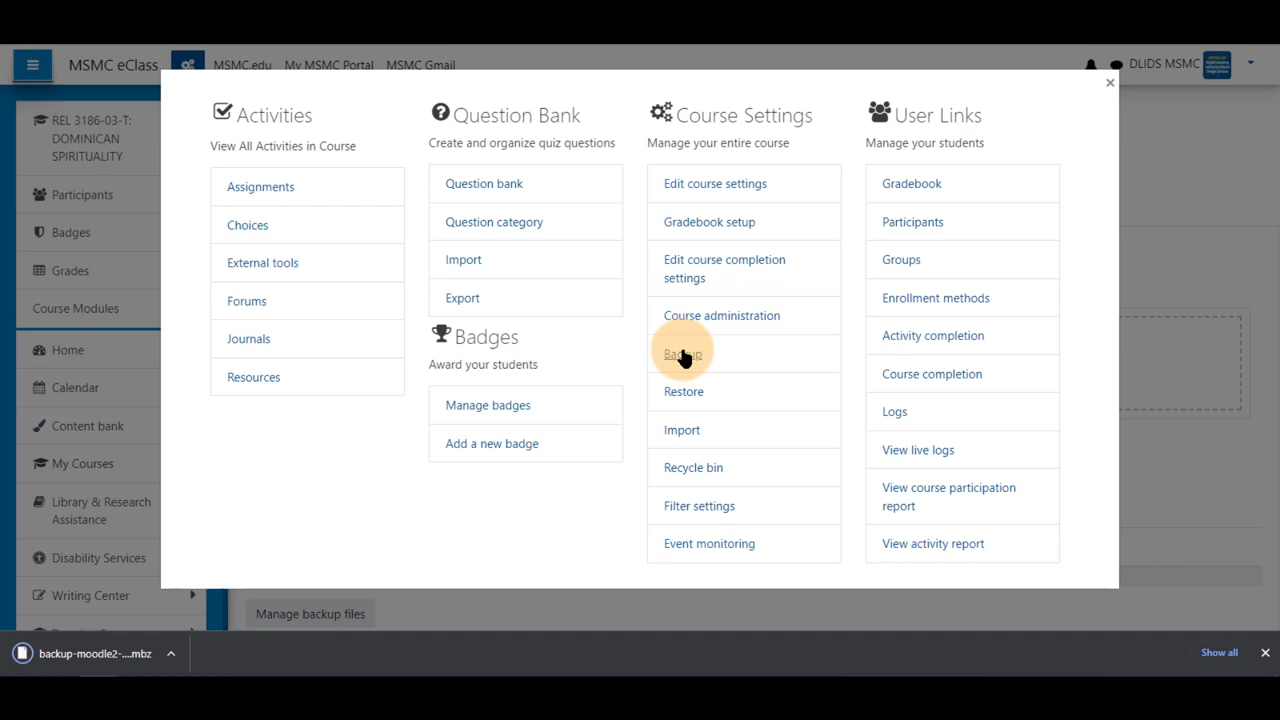 MSMC eClass
MSMC.edu
My MSMC Portal
MSMC Gmail
DLIDS MSMC
REL 3186-03-T:
DOMINICAN
SPIRITUALITY
Participants
Badges
Grades
Course Modules
Home
Calendar
Content bank
My Courses
Library & Research
Assistance
Disability Services
Writing Center
Activities
View All Activities in Course
Assignments
Choices
External tools
Forums
Journals
Resources
Question Bank
Create and organize quiz questions
Question bank
Question category
Import
Export
Badges
Award your students
Manage badges
Add a new badge
Course Settings
Manage your entire course
Edit course settings
Gradebook setup
Edit course completion
settings
Course administration
Backup
Restore
Import
Recycle bin
Filter settings
Event monitoring
User Links
Manage your students
Gradebook
Participants
Groups
Enrollment methods
Activity completion
Course completion
Logs
View live logs
View course participation
report
View activity report
Manage backup files
backup-moodle2-....mbz
Show all